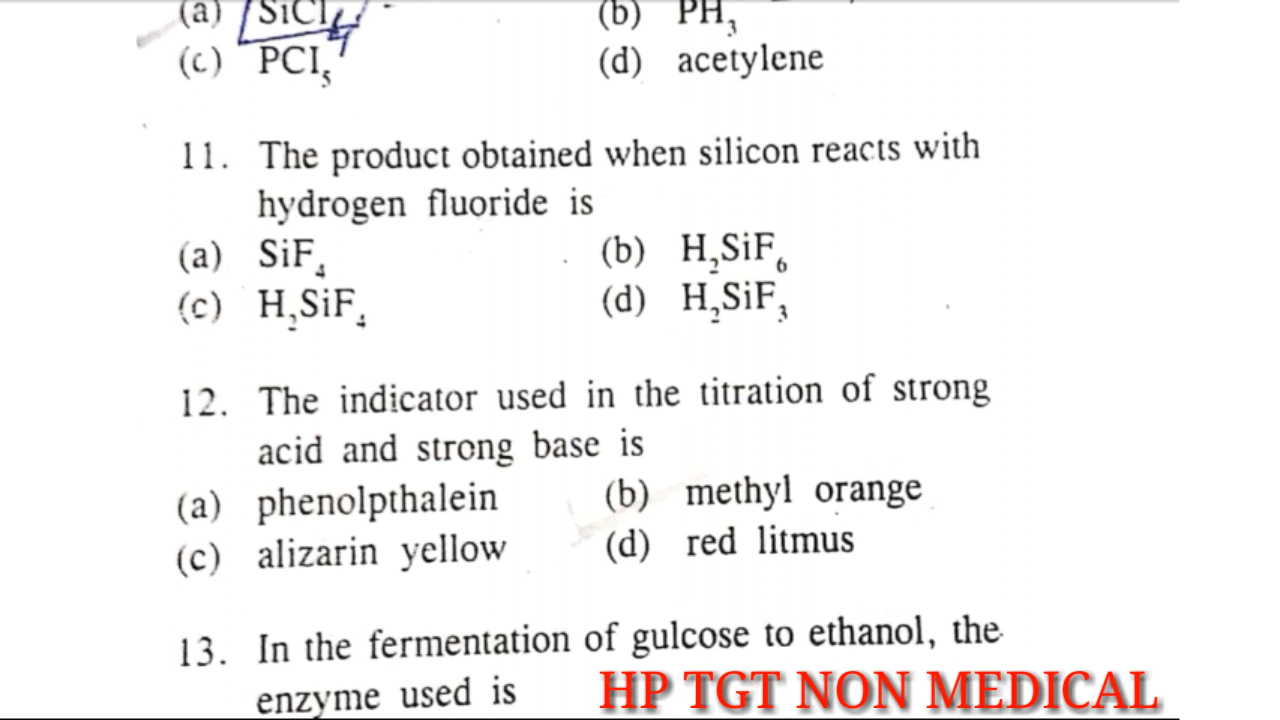 (a) SiCl₄ (b) PH₃
(c) PCI₅ (d) acetylene
11. The product obtained when silicon reacts with
hydrogen fluoride is
(a) SiF₄ (b) H₂SiF₆
(c) H₂SiF₄ (d) H₂SiF₃
12. The indicator used in the titration of strong
acid and strong base is
(a) phenolpthalein (b) methyl orange
(c) alizarin yellow (d) red litmus
13. In the fermentation of gulcose to ethanol, the
enzyme used is
HP TGT NON MEDICAL